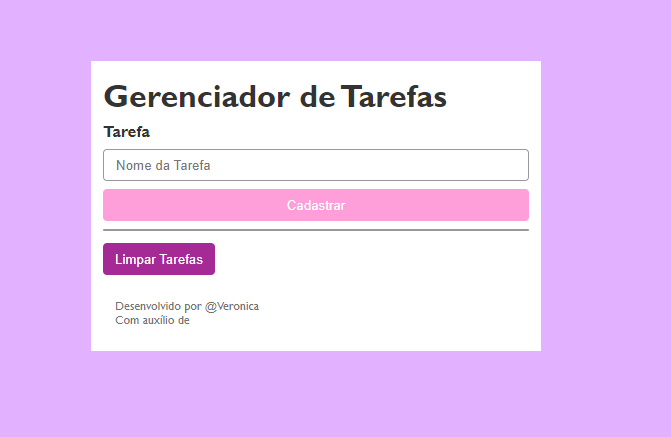 Gerenciador de Tarefas
Tarefa
Nome da Tarefa
Cadastrar
Limpar Tarefas
Desenvolvido por @Veronica
Com auxílio de